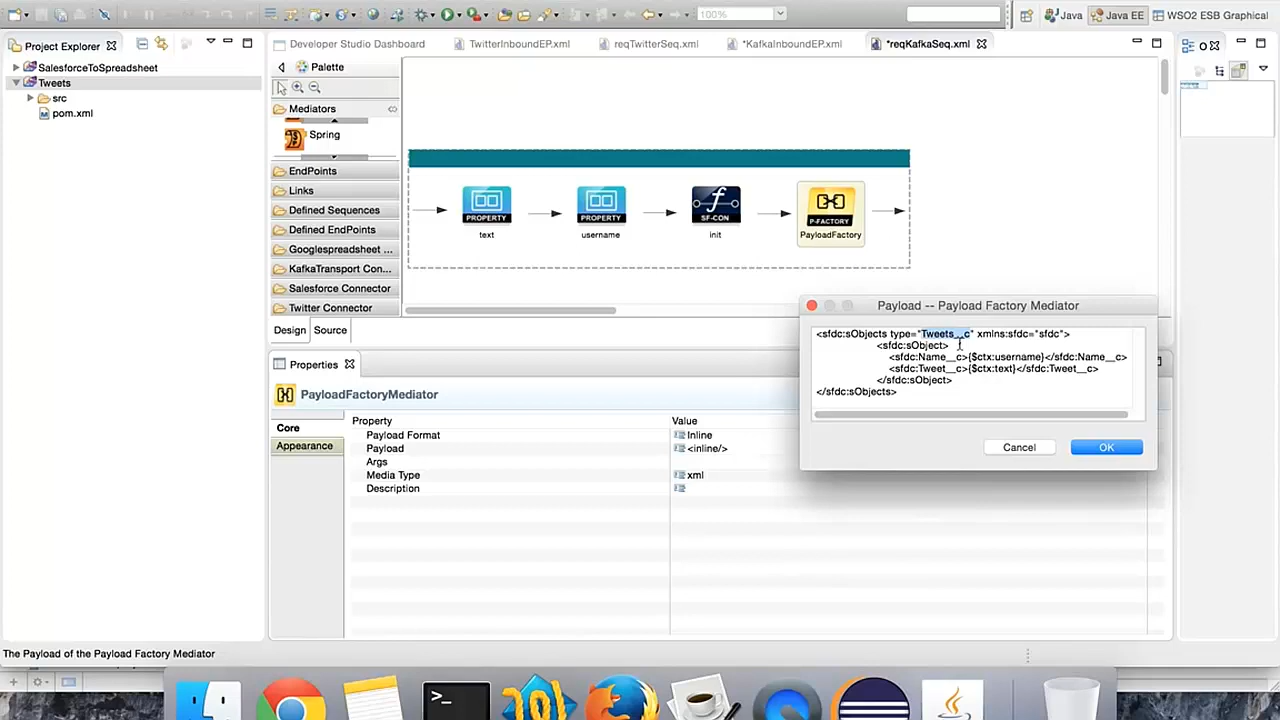 100%
Java
Java EE
WSO2 ESB Graphical
Project Explorer
Developer Studio Dashboard
TwitterInboundEP.xml
reqTwitterSeq.xml
*KafkaInboundEP.xml
*reqKafkaSeq.xml
O
SalesforceToSpreadsheet
Tweets
src
pom.xml
Palette
Mediators
Spring
EndPoints
Links
Defined Sequences
Defined EndPoints
Googlespreadsheet ...
KafkaTransport Con...
Salesforce Connector
Twitter Connector
PROPERTY
text
PROPERTY
username
SF-CON
init
P-FACTORY
PayloadFactory
Design
Source
Payload -- Payload Factory Mediator
<sfdc:sObjects type="Tweets__c" xmlns:sfdc="sfdc">
<sfdc:sObject>
<sfdc:Name__c>{$ctx:username}</sfdc:Name__c>
<sfdc:Tweet__c>{$ctx:text}</sfdc:Tweet__c>
</sfdc:sObject>
</sfdc:sObjects>
Cancel
OK
Properties
PayloadFactoryMediator
Core
Appearance
Property Value
Payload Format Inline
Payload <inline/>
Args
Media Type xml
Description
The Payload of the Payload Factory Mediator
>_
101